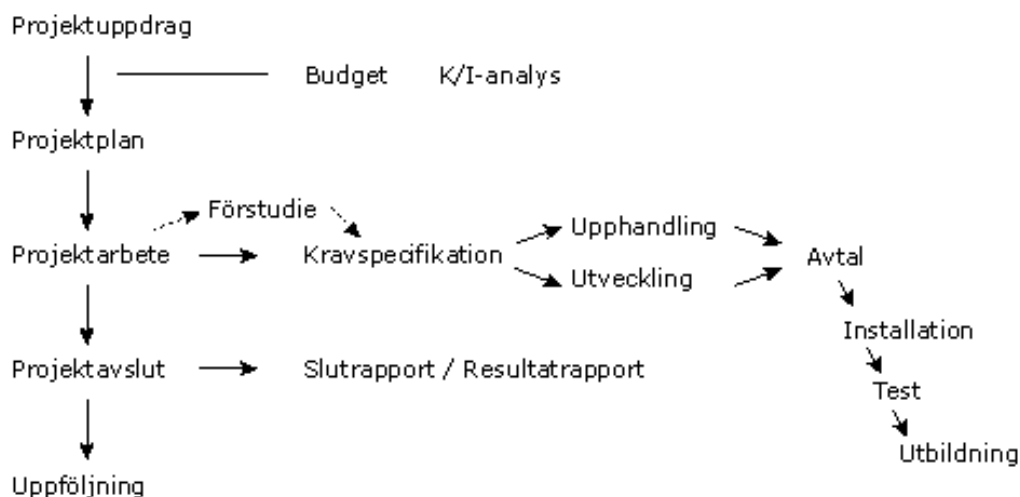 Projektuppdrag
Budget K/I-analys
Projektplan
Förstudie
Upphandling
Projektarbete Kravspecifikation Avtal
Utveckling
Installation
Projektavslut Slutrapport / Resultatrapport
Test
Utbildning
Uppföljning